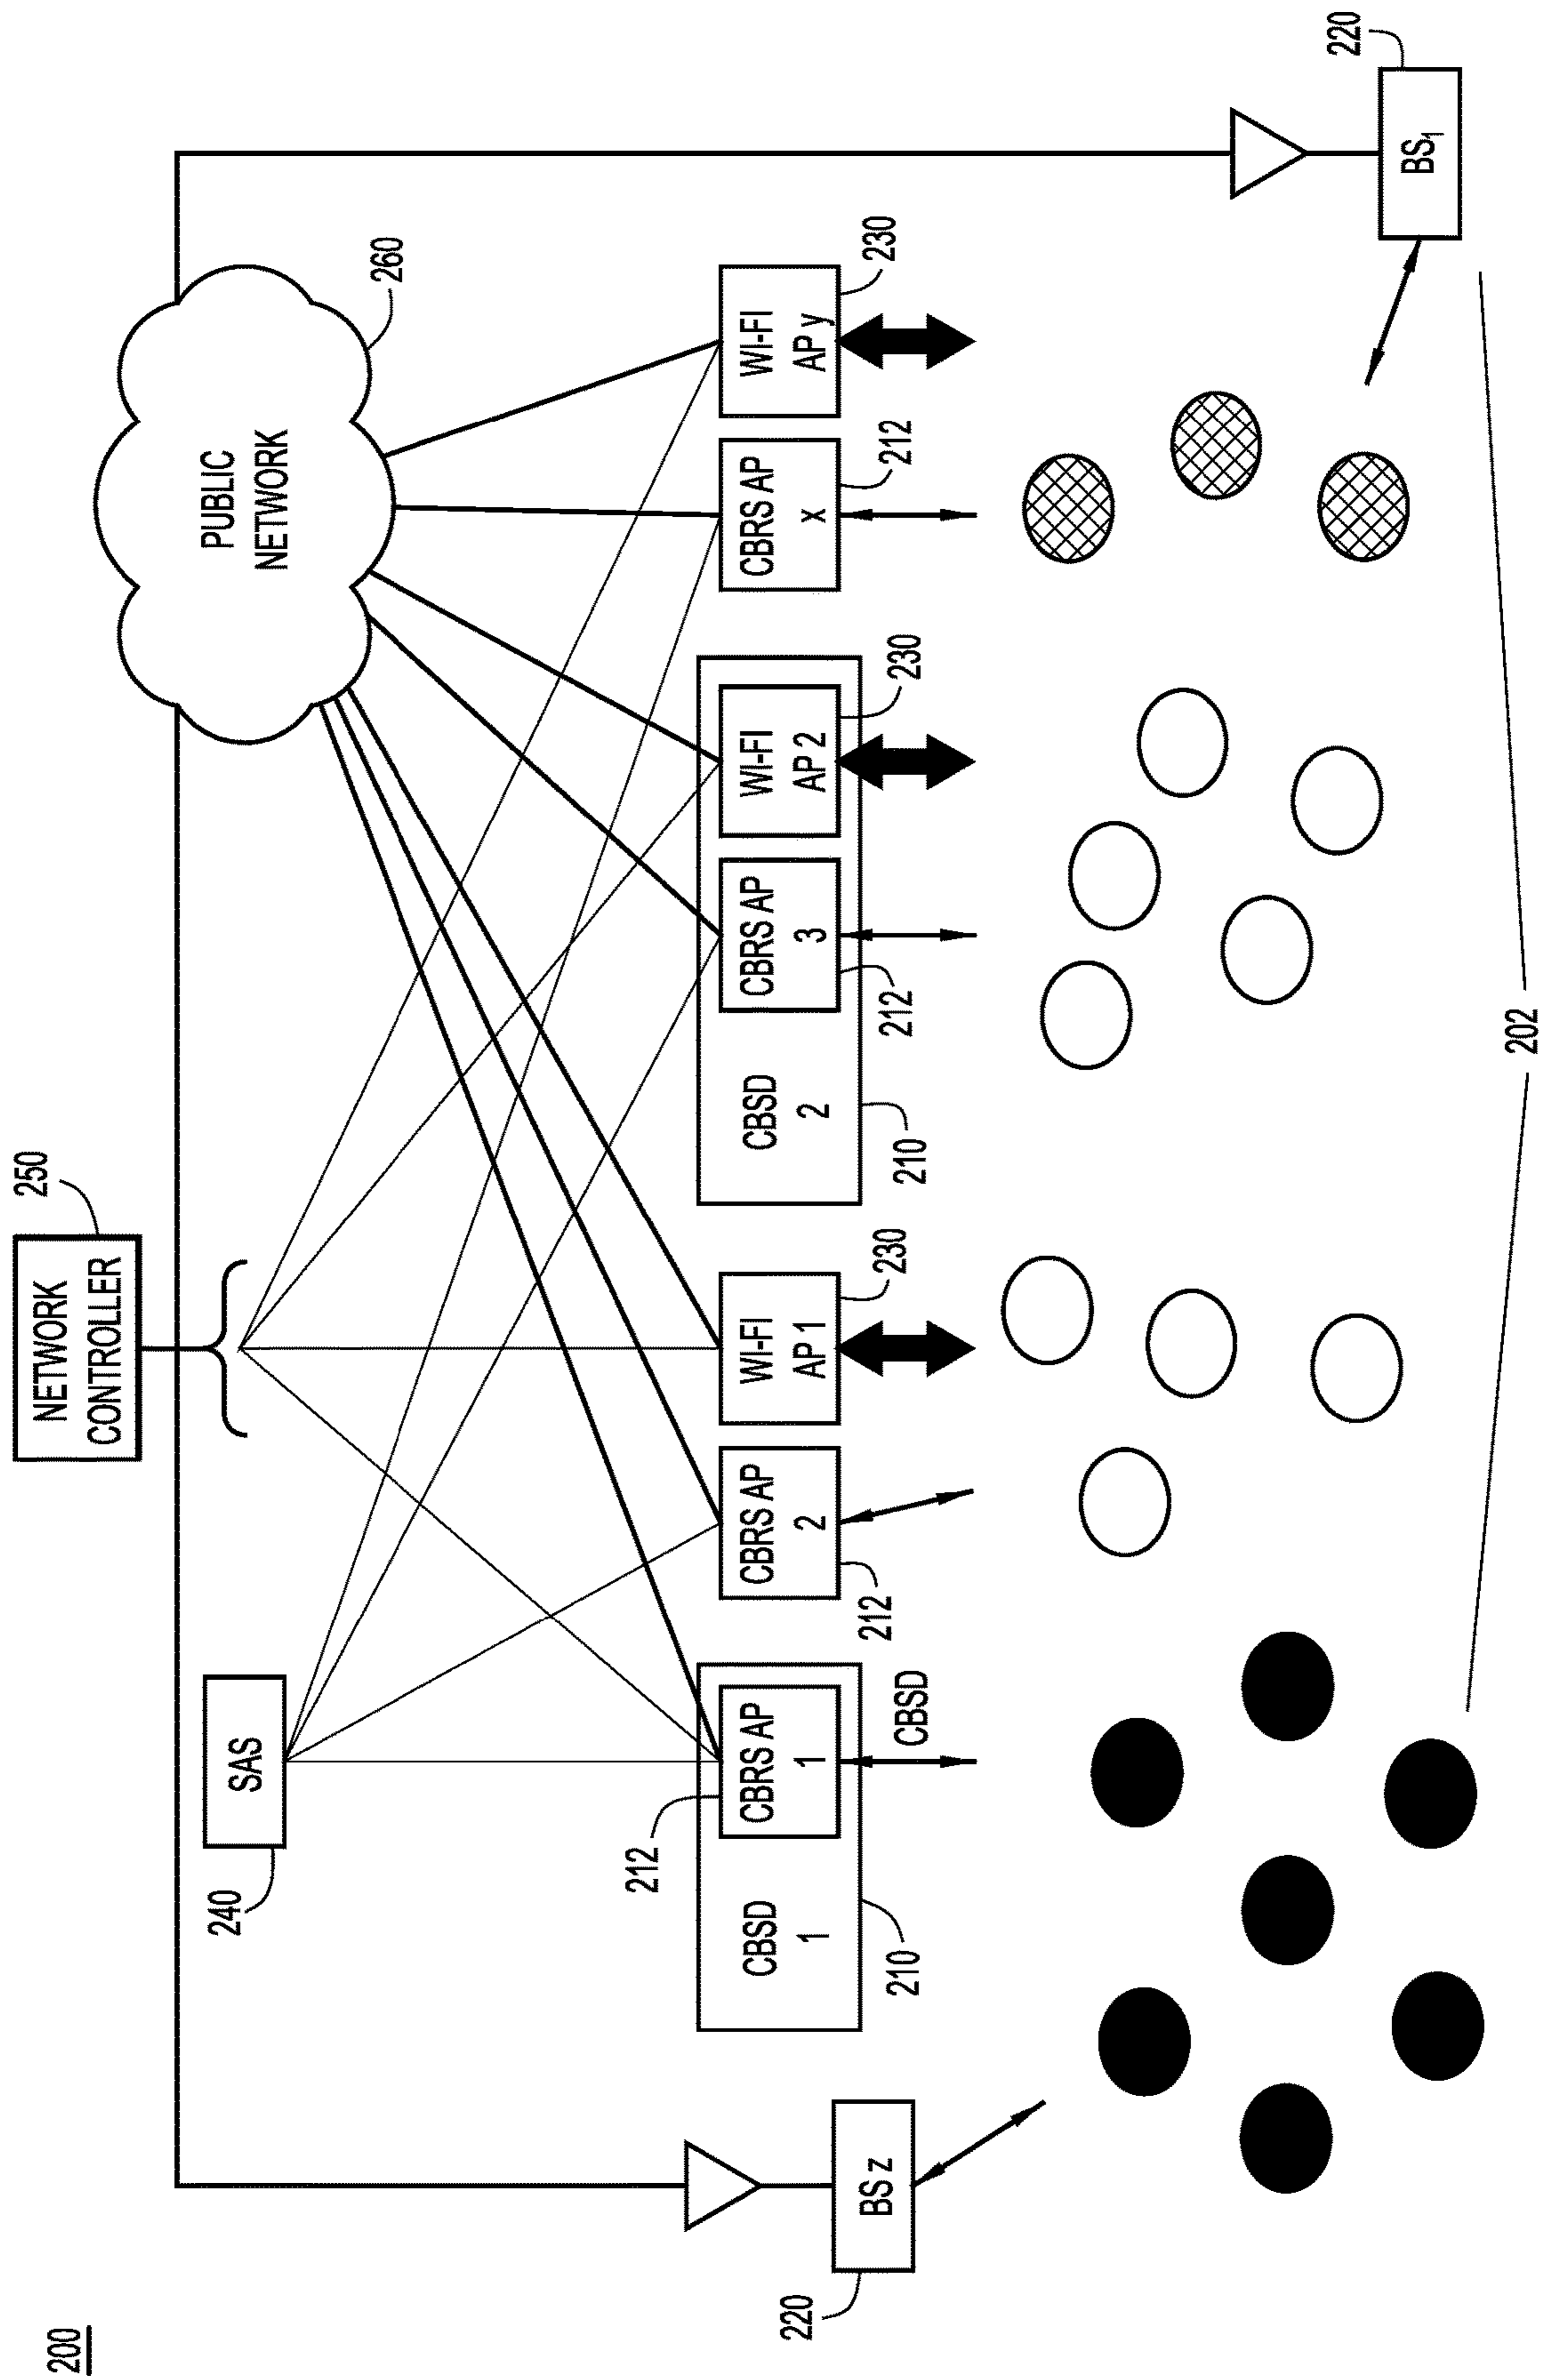 200
NETWORK
CONTROLLER
250
SAS
240
PUBLIC
NETWORK
260
CBSD
1
CBRS AP
1
212
210
CBSD
CBRS AP
2
212
WI-FI
AP 1
230
CBSD
2
210
CBRS AP
3
212
WI-FI
AP 2
230
CBRS AP
x
212
WI-FI
AP y
230
BS z
220
BS1
220
202